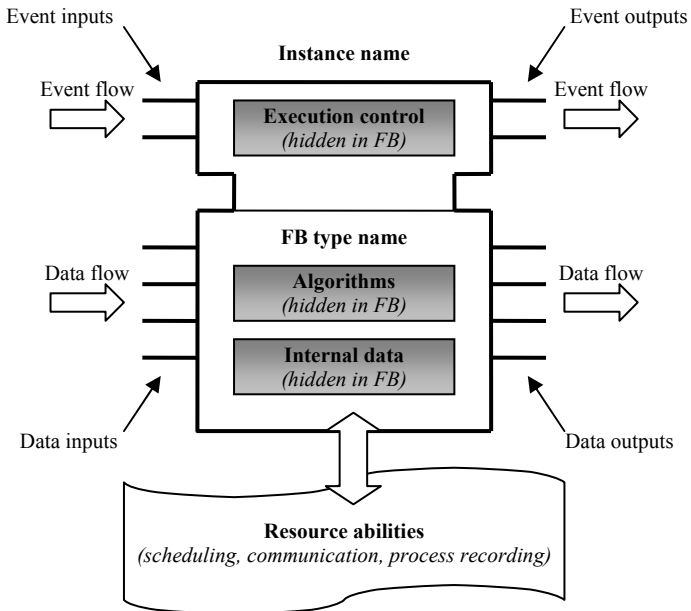 Event inputs
Event outputs
Instance name
Event flow
Event flow
Execution control
(hidden in FB)
FB type name
Data flow
Data flow
Algorithms
(hidden in FB)
Internal data
(hidden in FB)
Data inputs
Data outputs
Resource abilities
(scheduling, communication, process recording)